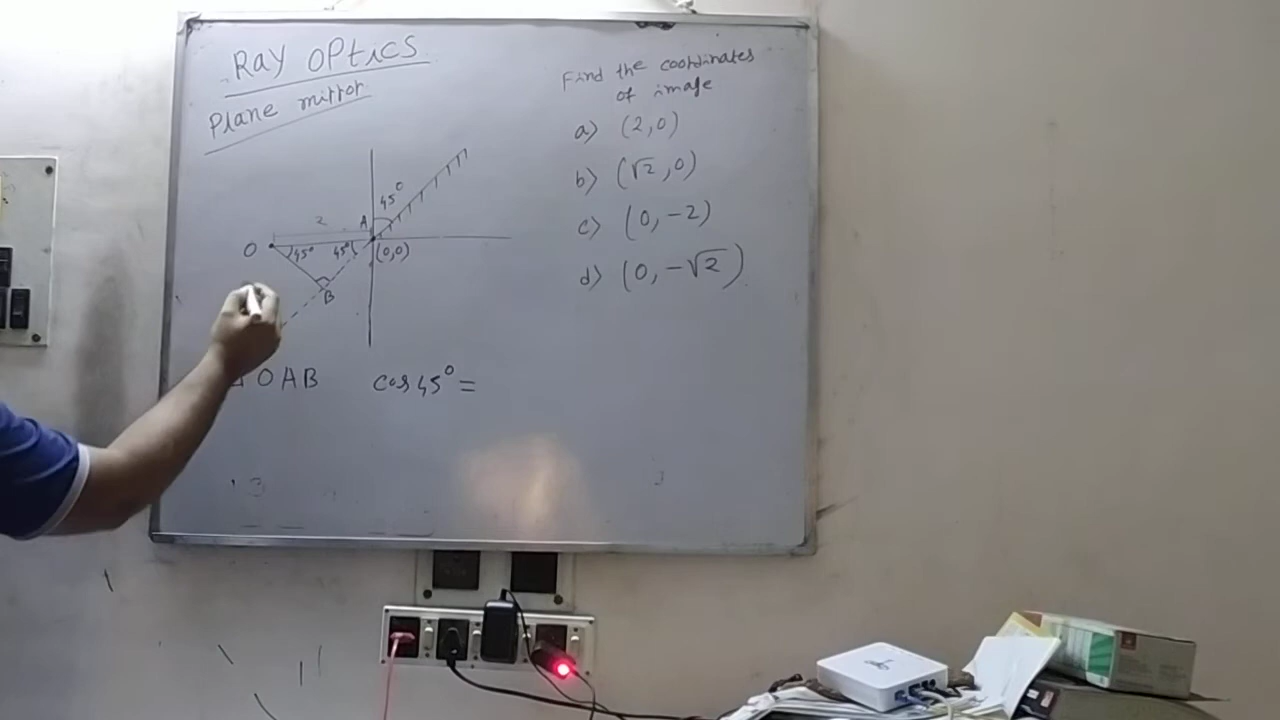 Ray Optics
Plane mirror
Find the coordinates
of image
a) (2,0)
b) (√2,0)
c) (0,-2)
d) (0,-√2)
45°
2
A
O
45°
45°
(0,0)
B
OAB
cos 45° =